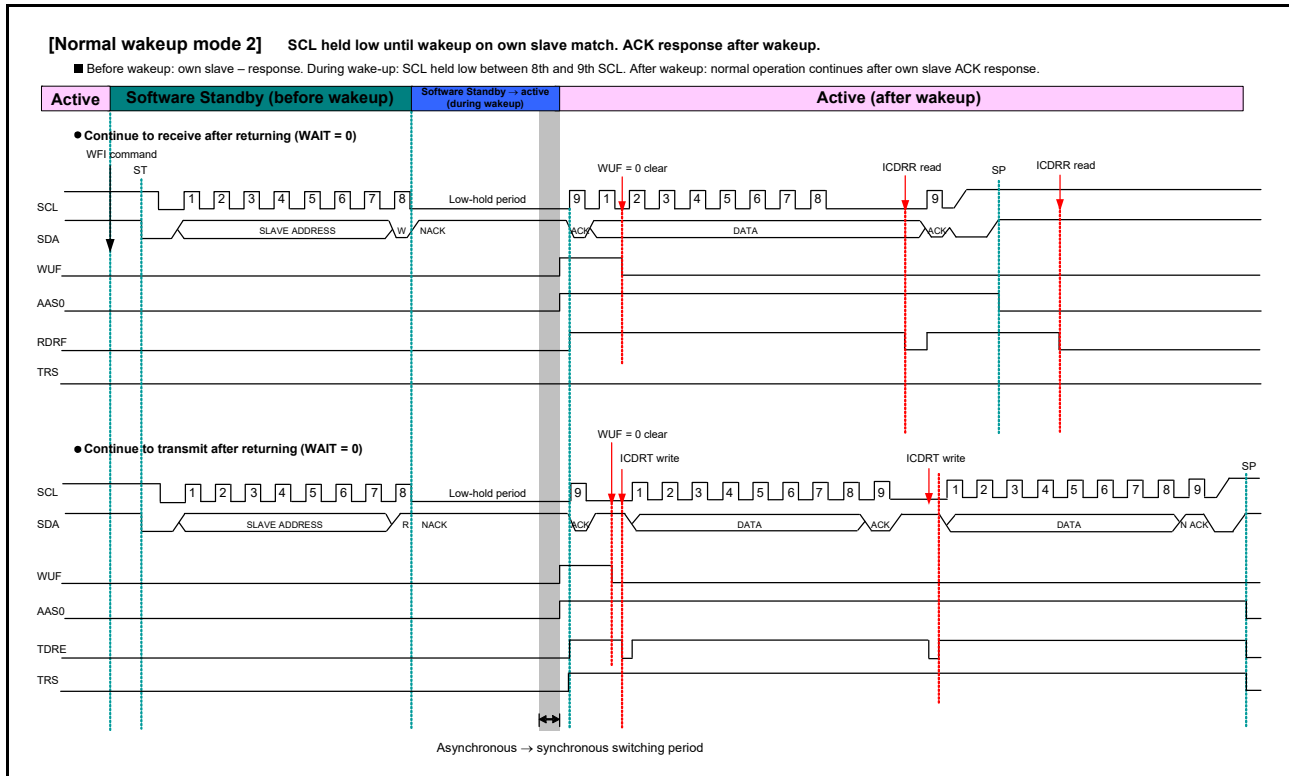 [Normal wakeup mode 2] SCL held low until wakeup on own slave match. ACK response after wakeup.
■ Before wakeup: own slave – response. During wake-up: SCL held low between 8th and 9th SCL. After wakeup: normal operation continues after own slave ACK response.
Active Software Standby (before wakeup) Software Standby → active (during wakeup) Active (after wakeup)
● Continue to receive after returning (WAIT = 0)
WFI command
ST
WUF = 0 clear
ICDRR read
SP
ICDRR read
SCL 1 2 3 4 5 6 7 8 Low-hold period 9 1 2 3 4 5 6 7 8 9
SDA SLAVE ADDRESS W NACK ACK DATA ACK
WUF
AAS0
RDRF
TRS
● Continue to transmit after returning (WAIT = 0)
WUF = 0 clear
ICDRT write
ICDRT write
SP
SCL 1 2 3 4 5 6 7 8 Low-hold period 9 1 2 3 4 5 6 7 8 9 1 2 3 4 5 6 7 8 9
SDA SLAVE ADDRESS R NACK ACK DATA ACK DATA N ACK
WUF
AAS0
TDRE
TRS
Asynchronous → synchronous switching period